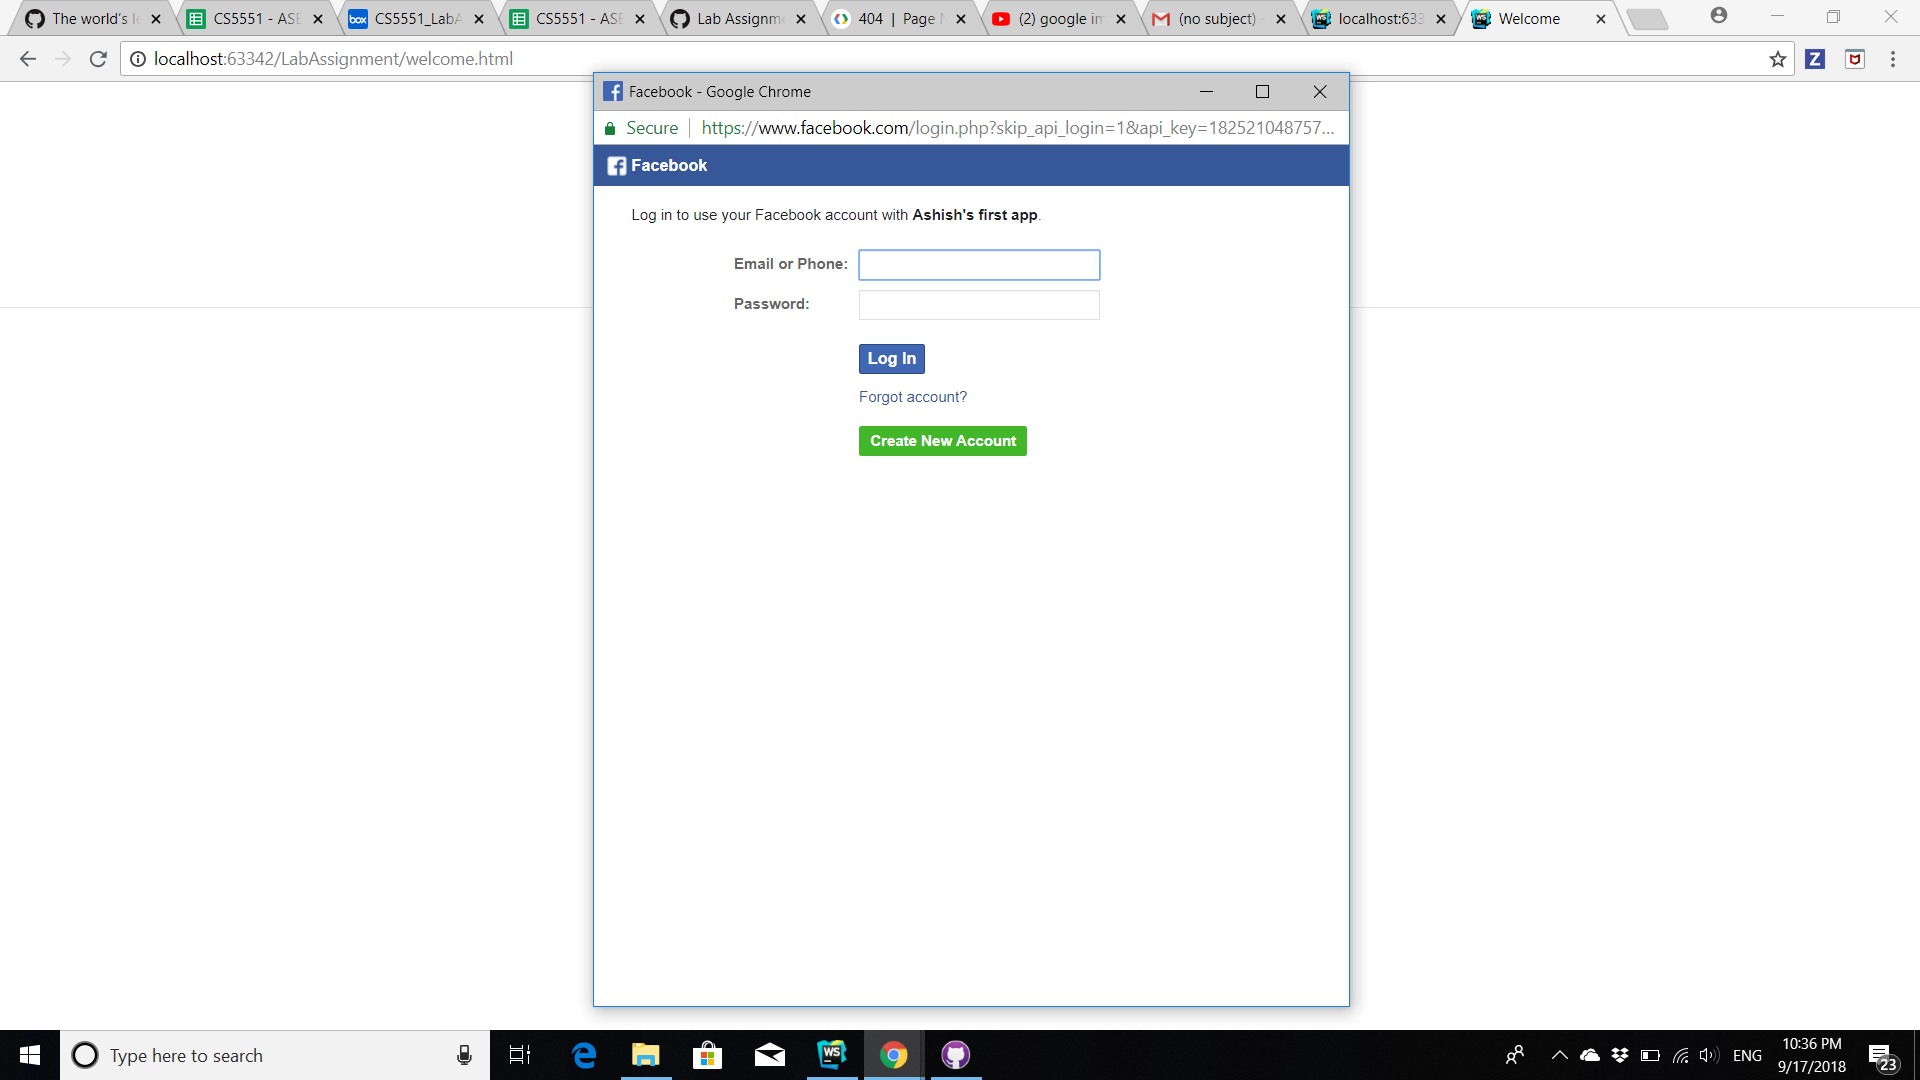 The world's le
CS5551 - ASE
CS5551_LabA
CS5551 - ASE
Lab Assignme
404 | Page N
(2) google im
(no subject) -
localhost:633
Welcome
localhost:63342/LabAssignment/welcome.html
Facebook - Google Chrome
Secure
https://www.facebook.com/login.php?skip_api_login=1&api_key=182521048757...
Facebook
Log in to use your Facebook account with Ashish's first app.
Email or Phone:
Password:
Log In
Forgot account?
Create New Account
Type here to search
ENG
10:36 PM
9/17/2018
23